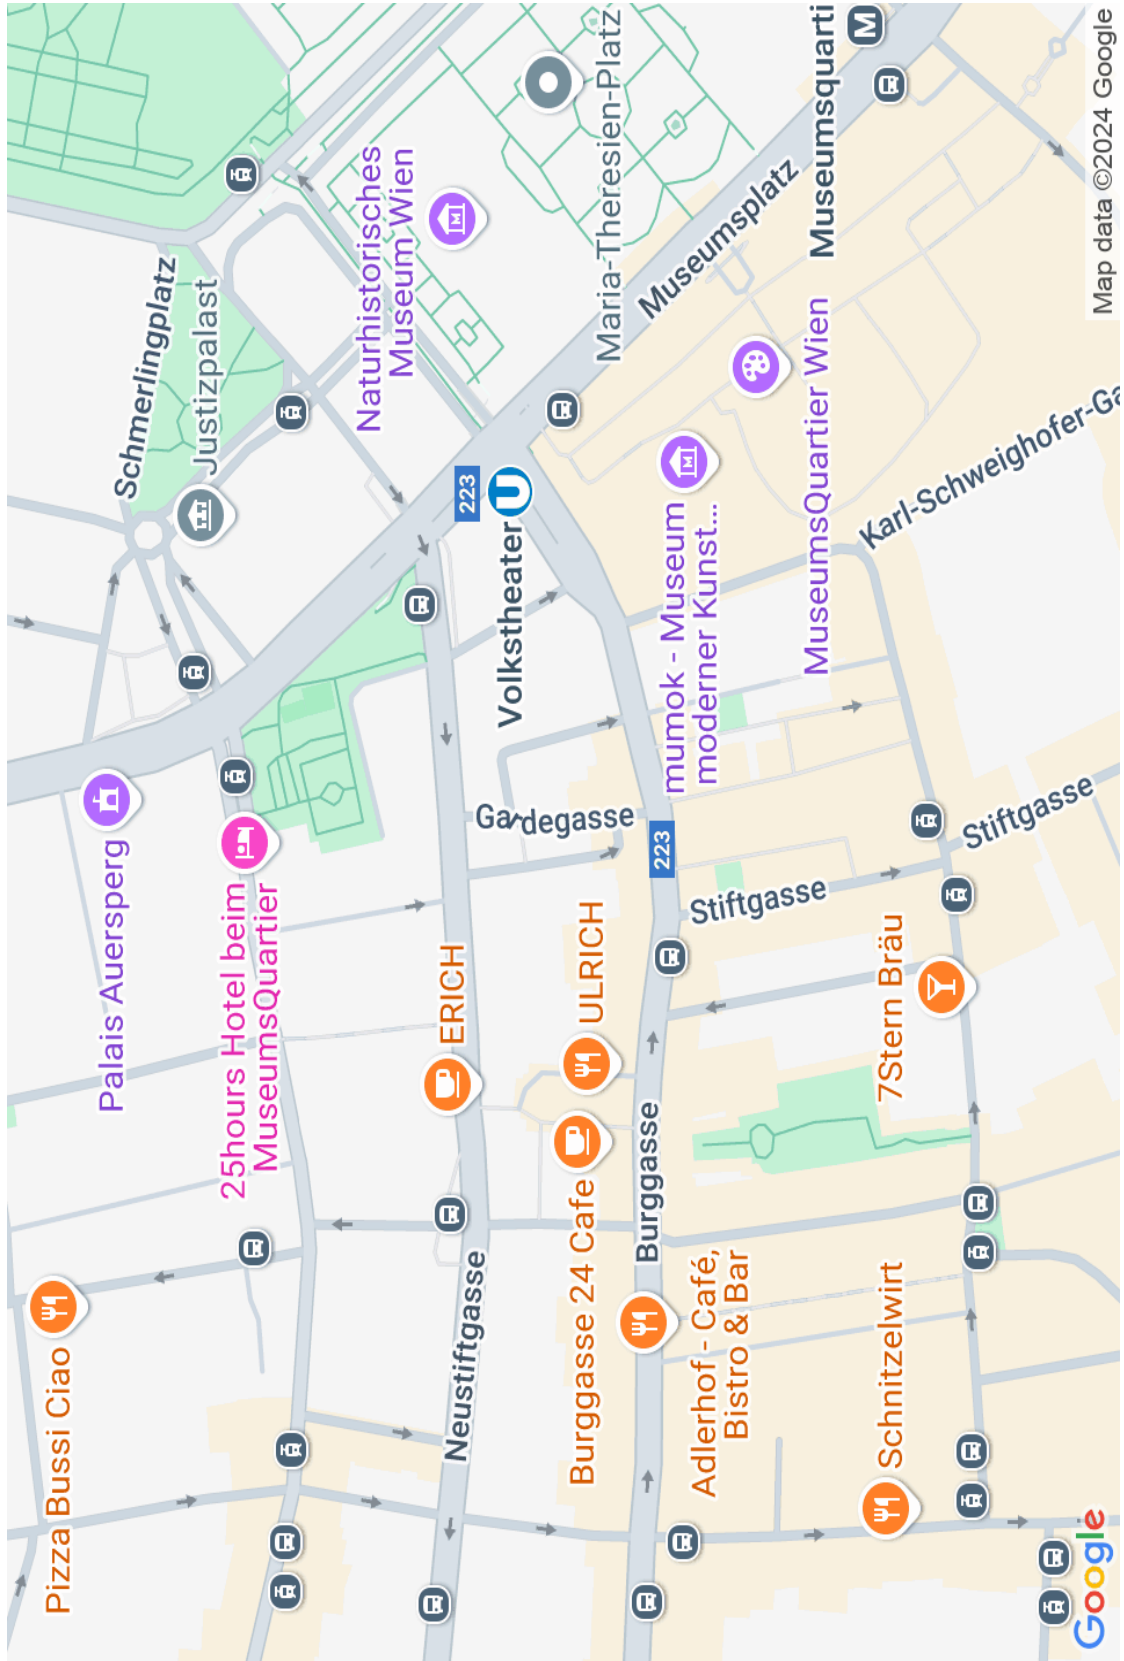 Pizza Bussi Ciao
Palais Auersperg
25hours Hotel beim
MuseumsQuartier
Schmerlingplatz
Justizpalast
Naturhistorisches
Museum Wien
Maria-Theresien-Platz
Museumsplatz
Museumsquarti
M
223
U
Volkstheater
ERICH
Neustiftgasse
Gardegasse
ULRICH
Burggasse 24 Cafe
Burggasse
223
mumok - Museum
moderner Kunst...
MuseumsQuartier Wien
Karl-Schweighofer-Ga
Stiftgasse
Stiftgasse
7Stern Bräu
Adlerhof - Café,
Bistro & Bar
Schnitzelwirt
Google
Map data ©2024 Google